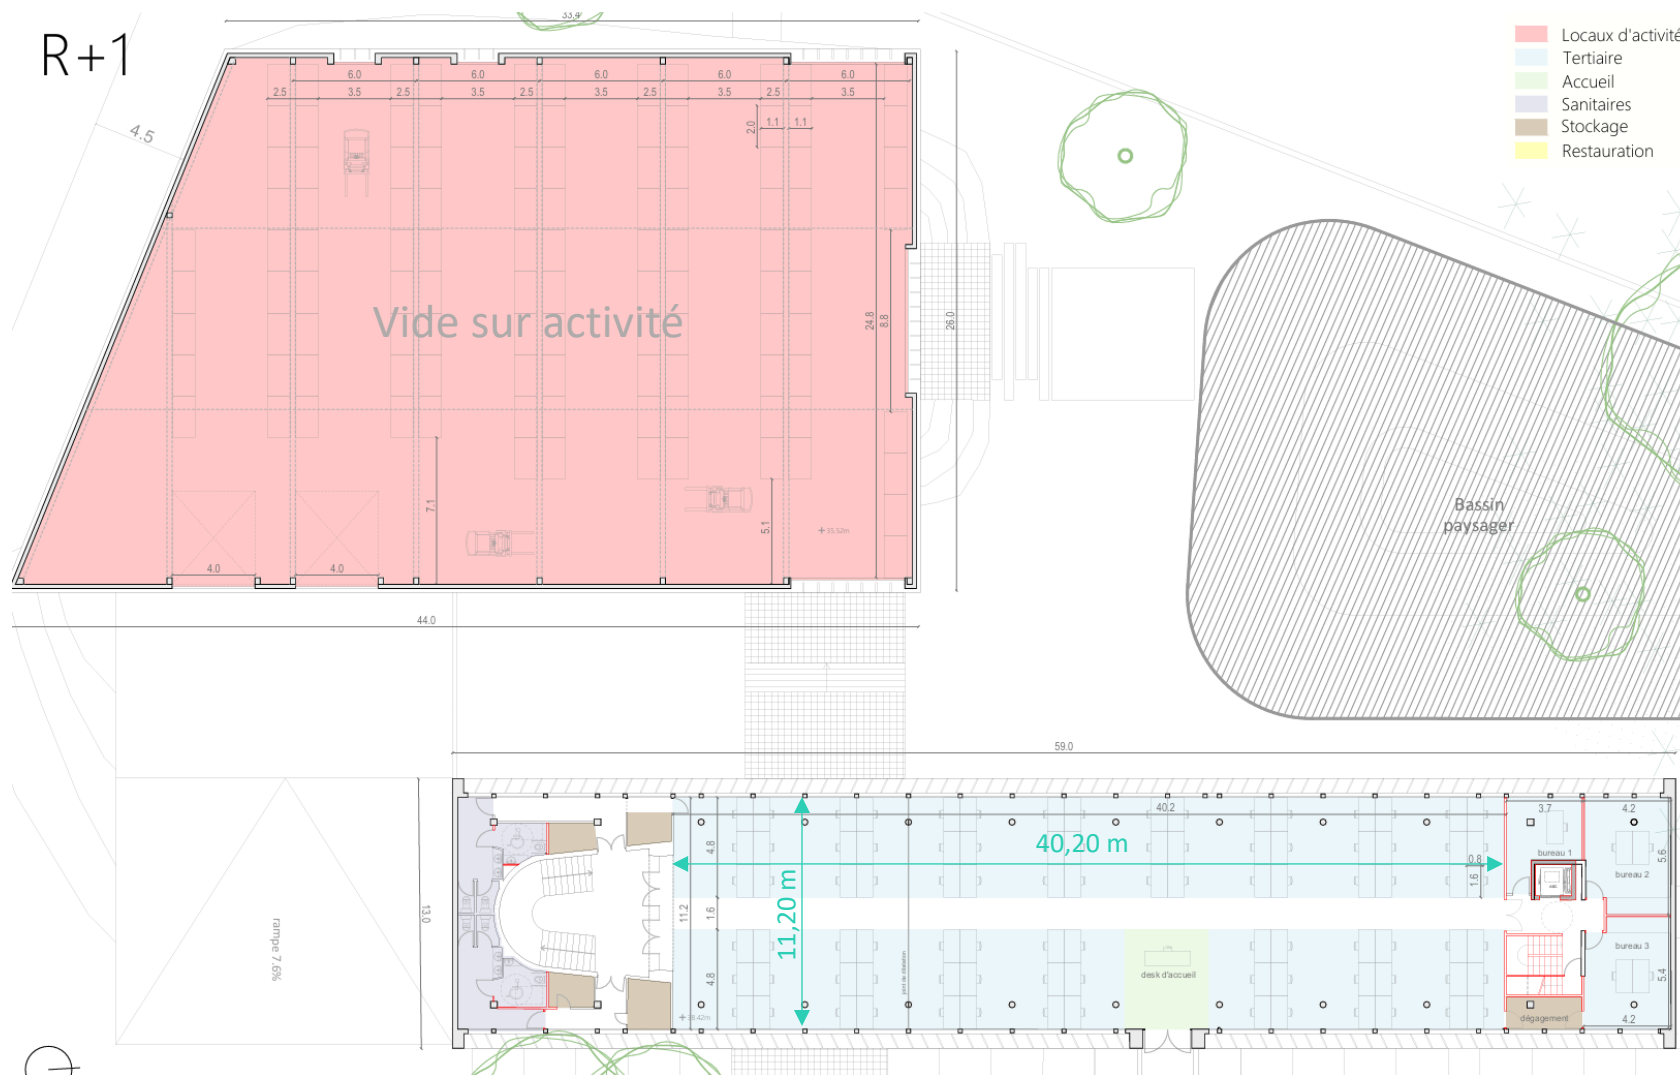 R+1
33,4
Locaux d'activité
Tertiaire
Accueil
Sanitaires
Stockage
Restauration
4.5
6.0 6.0 6.0 6.0 6.0
2.5 3.5 2.5 3.5 2.5 3.5 2.5 3.5 2.5 3.5
2.0 1.1 1.1
Vide sur activité
24.8 8.8 26.0
7.1
5.1
4.0 4.0
44.0
Bassin
paysager
59.0
13.0
rampe 7.6%
40.2
3.7 4.2
4.8
40,20 m
0.8
1.6
bureau 1
5.6
bureau 2
11.2
1.6
11,20 m
4.8
joint de dilatation
desk d'accueil
bureau 3
5.4
dégagement
4.2